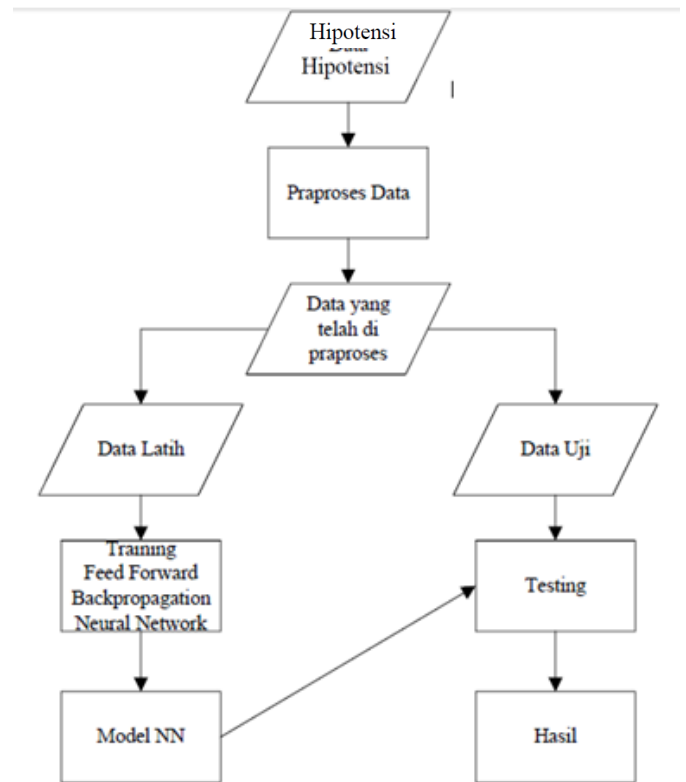 Hipotensi
Data
Hipotensi
Praproses Data
Data yang
telah di
praproses
Data Latih
Data Uji
Training
Feed Forward
Backpropagation
Neural Network
Testing
Model NN
Hasil